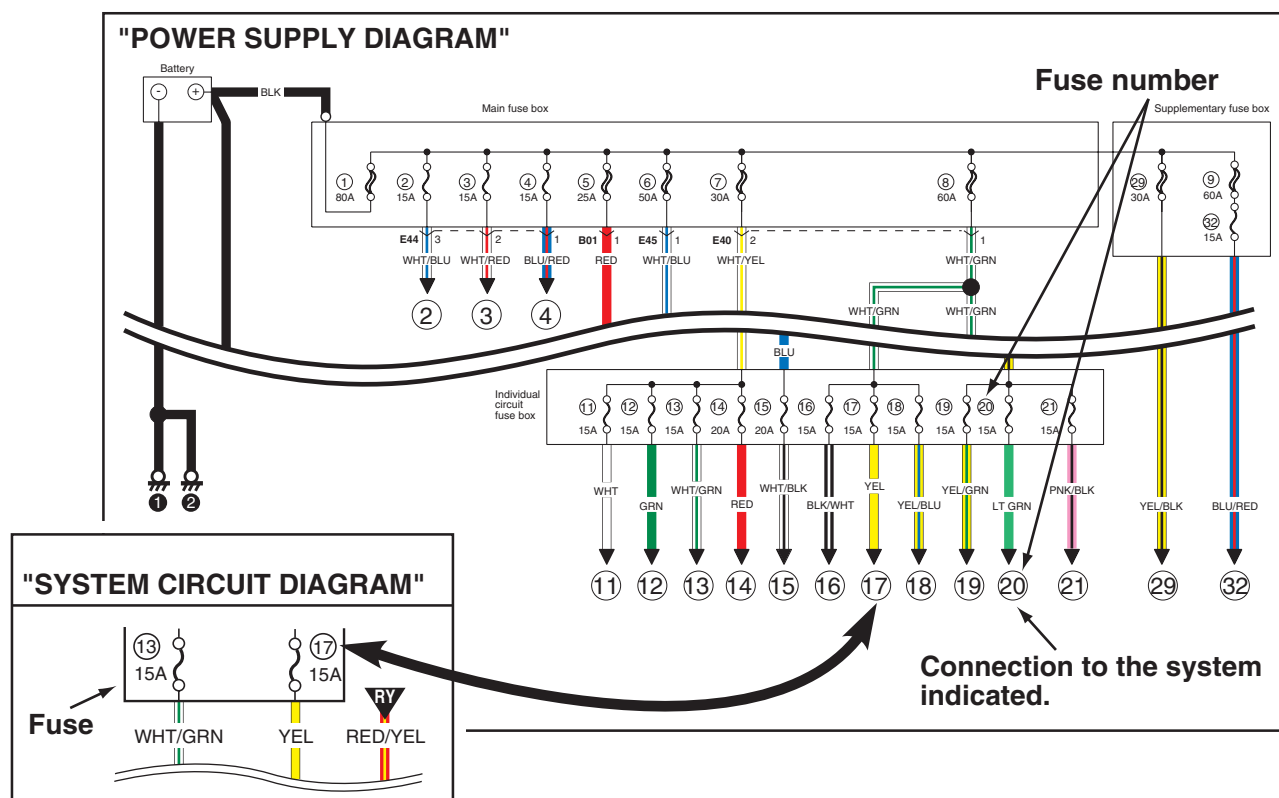 "POWER SUPPLY DIAGRAM"
Battery
- +
BLK
Main fuse box
Fuse number
Supplementary fuse box
1 2 3 4 5 6 7 8 29 9
80A 15A 15A 15A 25A 50A 30A 60A 30A 60A
32
15A
E44 3 2 1 B01 1 E45 1 E40 2 1
WHT/BLU WHT/RED BLU/RED RED WHT/BLU WHT/YEL WHT/GRN
2 3 4
WHT/GRN WHT/GRN
BLU
Individual
circuit
fuse box
11 12 13 14 15 16 17 18 19 20 21
15A 15A 15A 20A 20A 15A 15A 15A 15A 15A 15A
WHT GRN WHT/GRN RED WHT/BLK BLK/WHT YEL YEL/BLU YEL/GRN LT GRN PNK/BLK YEL/BLK BLU/RED
1 2
11 12 13 14 15 16 17 18 19 20 21 29 32
"SYSTEM CIRCUIT DIAGRAM"
13 17
15A 15A
Fuse
RY
WHT/GRN YEL RED/YEL
Connection to the system
indicated.